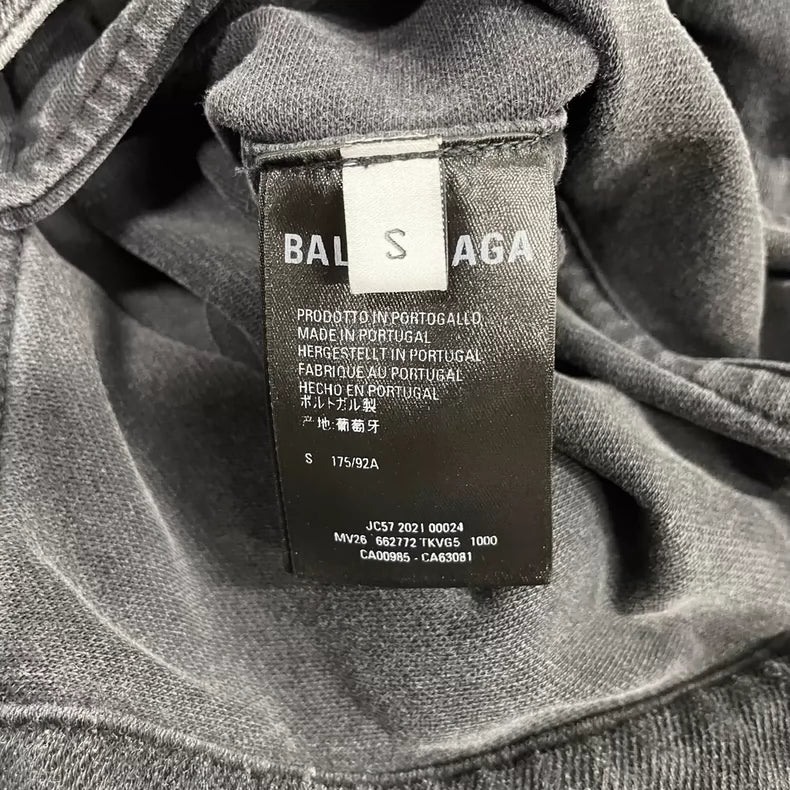 S
BAL AGA
PRODOTTO IN PORTOGALLO
MADE IN PORTUGAL
HERGESTELLT IN PORTUGAL
FABRIQUE AU PORTUGAL
HECHO EN PORTUGAL
ポルトガル製
产地:葡萄牙
S 175/92A
JC57 2021 00024
MV26 662772 TKVG5 1000
CA00985 - CA63081